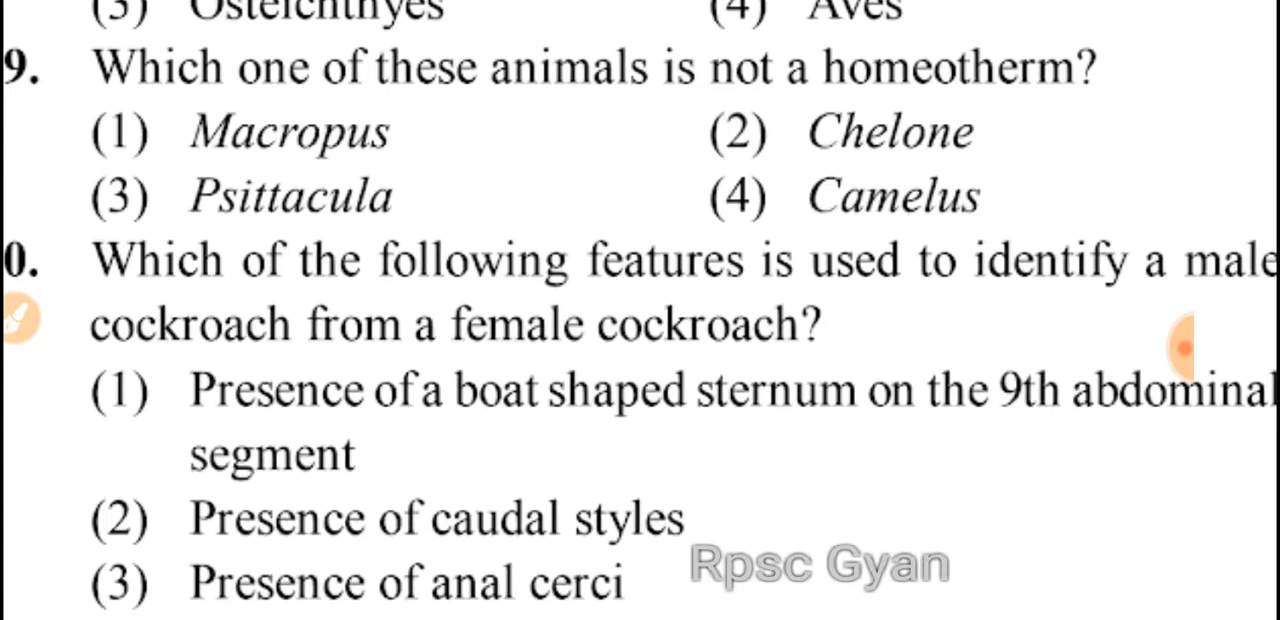 (3) Osteichthyes (4) Aves
9. Which one of these animals is not a homeotherm?
(1) Macropus (2) Chelone
(3) Psittacula (4) Camelus
0. Which of the following features is used to identify a male
cockroach from a female cockroach?
(1) Presence of a boat shaped sternum on the 9th abdominal
segment
(2) Presence of caudal styles
Rpsc Gyan
(3) Presence of anal cerci